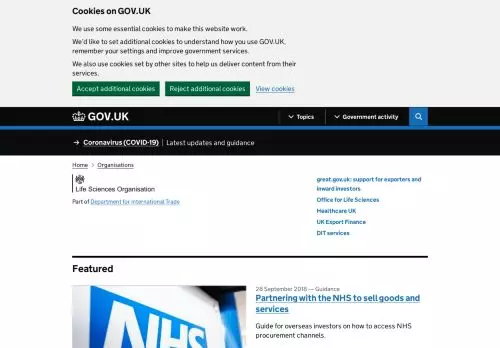 Cookies on GOV.UK
We use some essential cookies to make this website work.
We'd like to set additional cookies to understand how you use GOV.UK,
remember your settings and improve government services.
We also use cookies set by other sites to help us deliver content from their
services.
Accept additional cookies
Reject additional cookies
View cookies
GOV.UK
Topics
Government activity
Coronavirus (COVID-19)
Latest updates and guidance
Home
Organisations
Life Sciences Organisation
Part of Department for International Trade
great.gov.uk: support for exporters and
inward investors
Office for Life Sciences
Healthcare UK
UK Export Finance
DIT services
Featured
NHS
28 September 2018 — Guidance
Partnering with the NHS to sell goods and
services
Guide for overseas investors on how to access NHS
procurement channels.